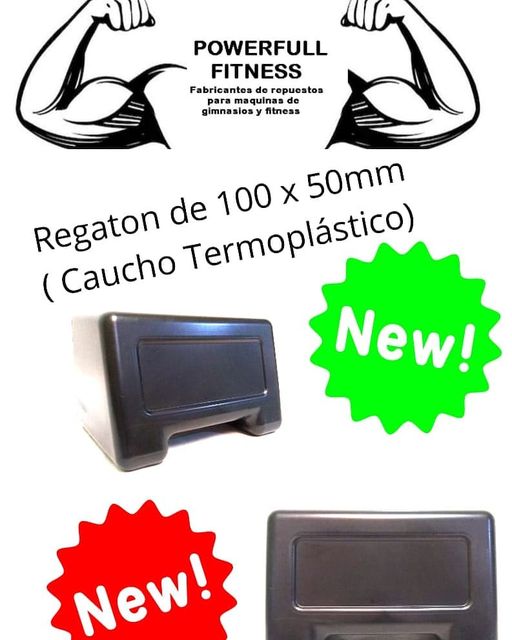 POWERFULL
FITNESS
Fabricantes de repuestos
para maquinas de
gimnasios y fitness
Regaton de 100 x 50mm
( Caucho Termoplástico)
New!
New!